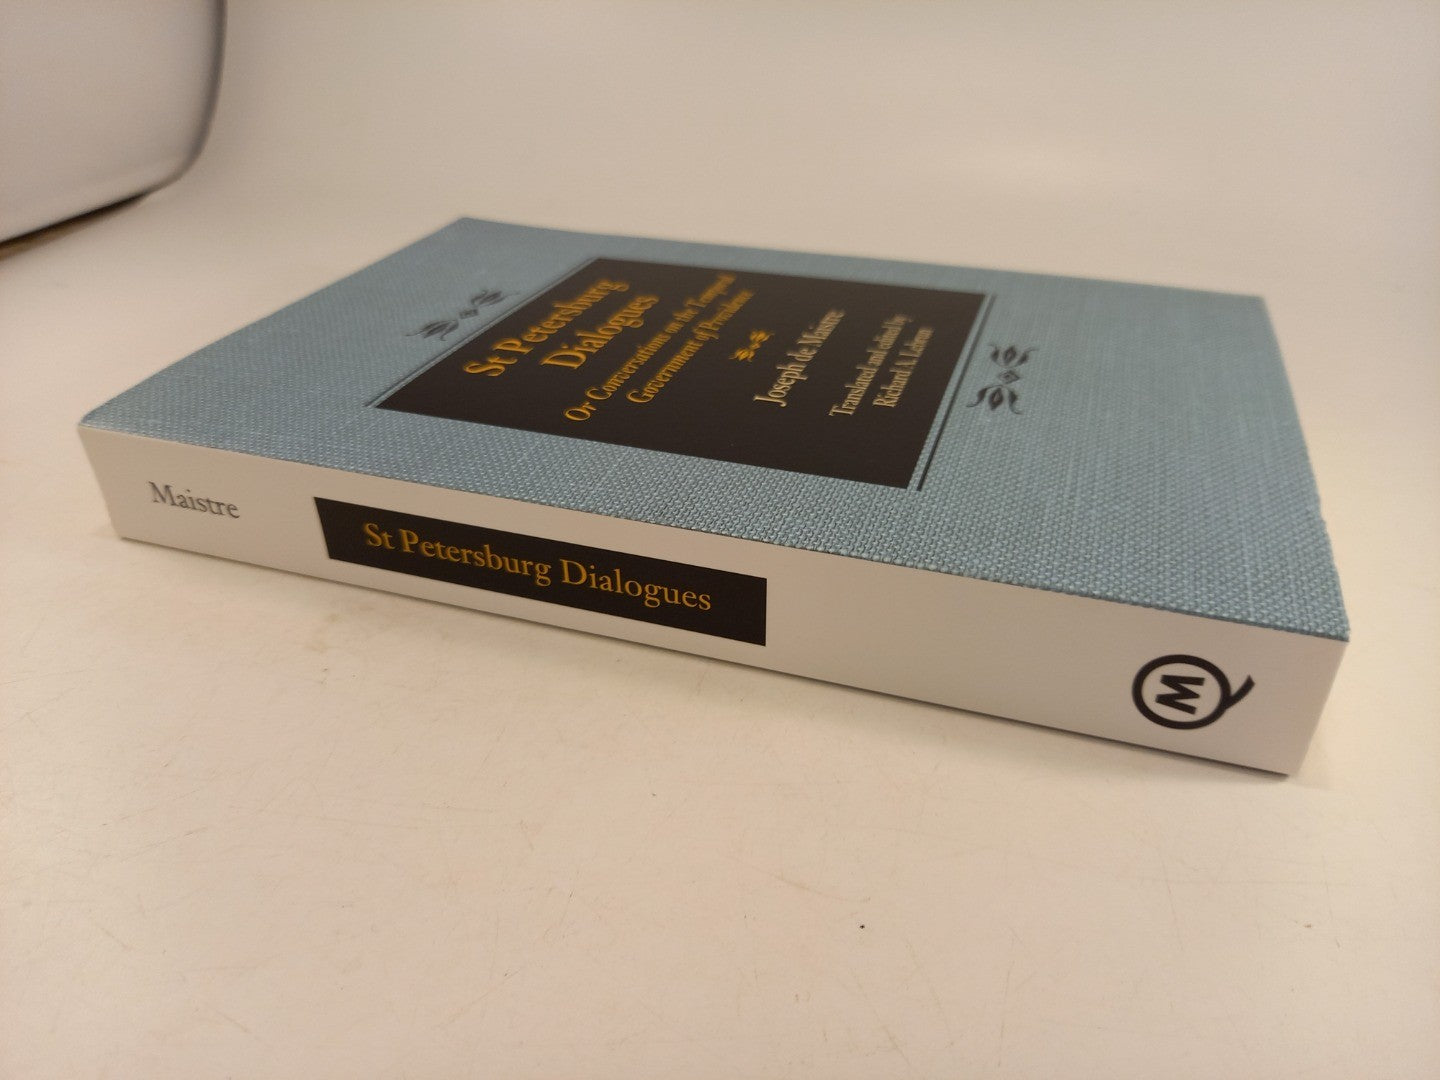 St Petersburg
Dialogues
Or Conversations on the Temporal
Government of Providence
Joseph de Maistre
Translated and edited by
Richard A. Lebrun
Maistre
St Petersburg Dialogues
MQ